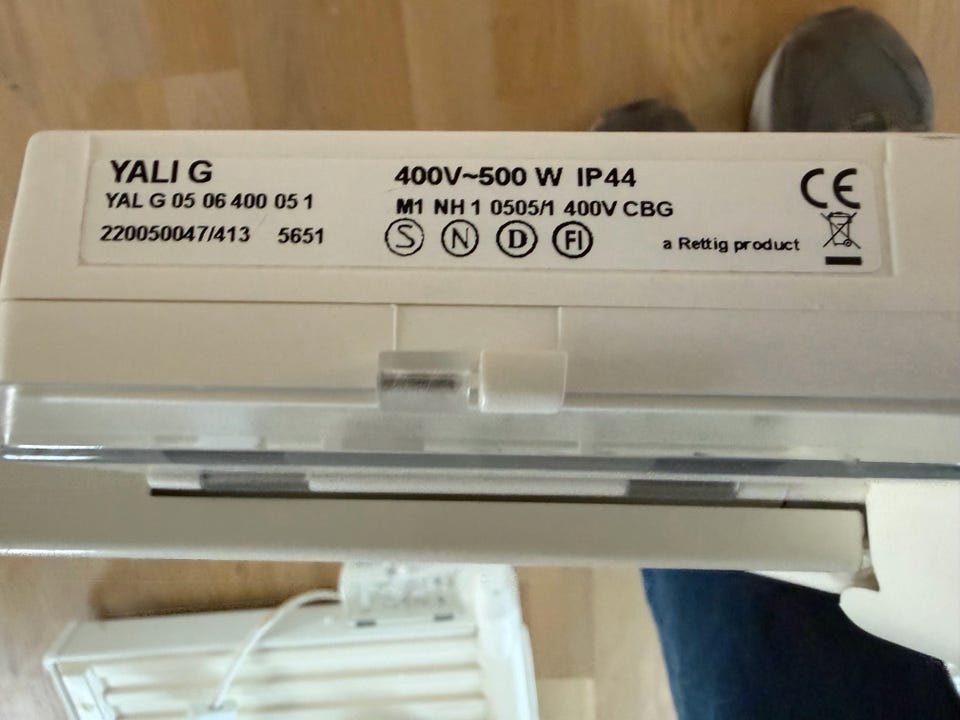 YALI G
YAL G 05 06 400 05 1
220050047/413 5651
400V~500 W IP44
M1 NH 1 0505/1 400V CBG
S N D FI
a Rettig product
CE